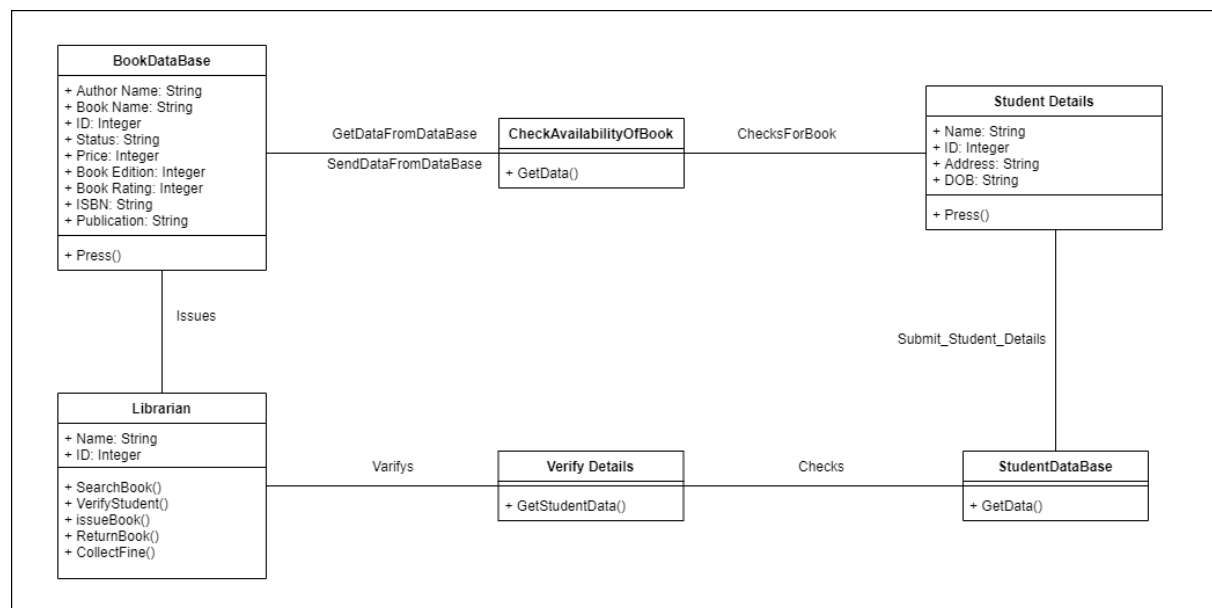 BookDataBase
+ Author Name: String
+ Book Name: String
+ ID: Integer
+ Status: String
+ Price: Integer
+ Book Edition: Integer
+ Book Rating: Integer
+ ISBN: String
+ Publication: String
+ Press()
GetDataFromDataBase
SendDataFromDataBase
CheckAvailabilityOfBook
+ GetData()
ChecksForBook
Student Details
+ Name: String
+ ID: Integer
+ Address: String
+ DOB: String
+ Press()
Issues
Submit_Student_Details
Librarian
+ Name: String
+ ID: Integer
+ SearchBook()
+ VerifyStudent()
+ issueBook()
+ ReturnBook()
+ CollectFine()
Varifys
Verify Details
+ GetStudentData()
Checks
StudentDataBase
+ GetData()